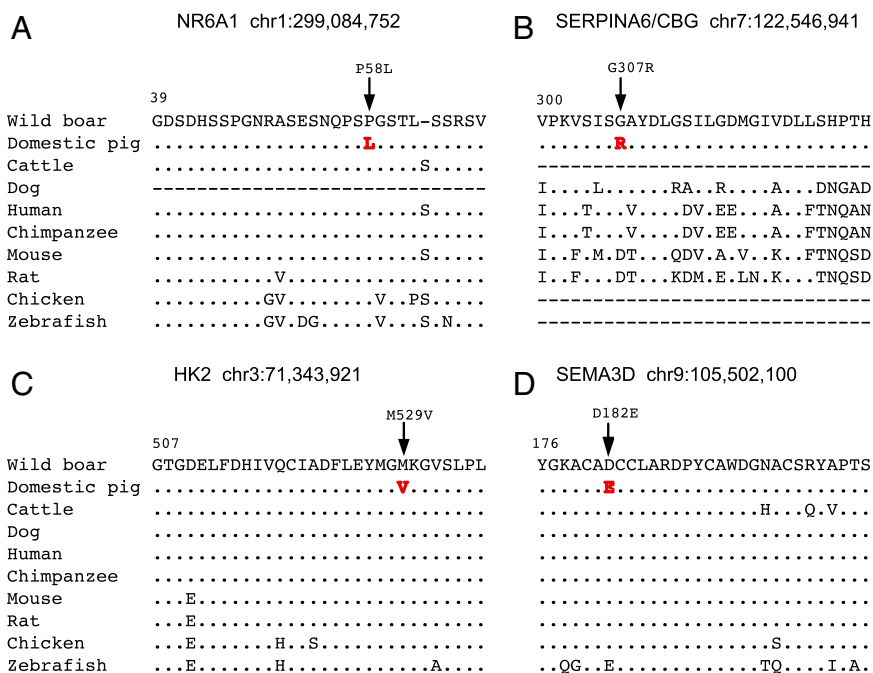 A NR6A1 chr1:299,084,752
P58L
39
Wild boar GDSDHSSPGNRASESNQPSPGSTL-SSRSV
Domestic pig ...................L..........
Cattle ........................S.....
Dog ------------------------------
Human ........................S.....
Chimpanzee ..............................
Mouse ........................S.....
Rat ...........V..................
Chicken ..........GV........V..PS.....
Zebrafish ..........GV.DG.....V...S.N...
B SERPINA6/CBG chr7:122,546,941
G307R
300
VPKVSISGAYDLGSILGDMGIVDLLSHPTH
.......R......................
------------------------------
I....L......RA..R....A...DNGAD
I...T...V....DV.EE...A..FTNQAN
I...T...V....DV.EE...A..FTNQAN
I..F.M.DT...QDV.A.V..K..FTNQSD
I..F...DT...KDM.E.LN.K...TNQSD
------------------------------
------------------------------
C HK2 chr3:71,343,921
M529V
507
Wild boar GTGDELFDHIVQCIADFLEYMGMKGVSLPL
Domestic pig ......................V.......
Cattle ..............................
Dog ..............................
Human ..............................
Chimpanzee ..............................
Mouse ...E..........................
Rat ...E..........................
Chicken ...E.......H..S...............
Zebrafish ...E.......H.............A....
D SEMA3D chr9:105,502,100
D182E
176
YGKACADCCLARDPYCAWDGNACSRYAPTS
......E.......................
....................H...Q.V...
..............................
..............................
..............................
..............................
..............................
.....................S........
..QG..E.............TQ....I.A.